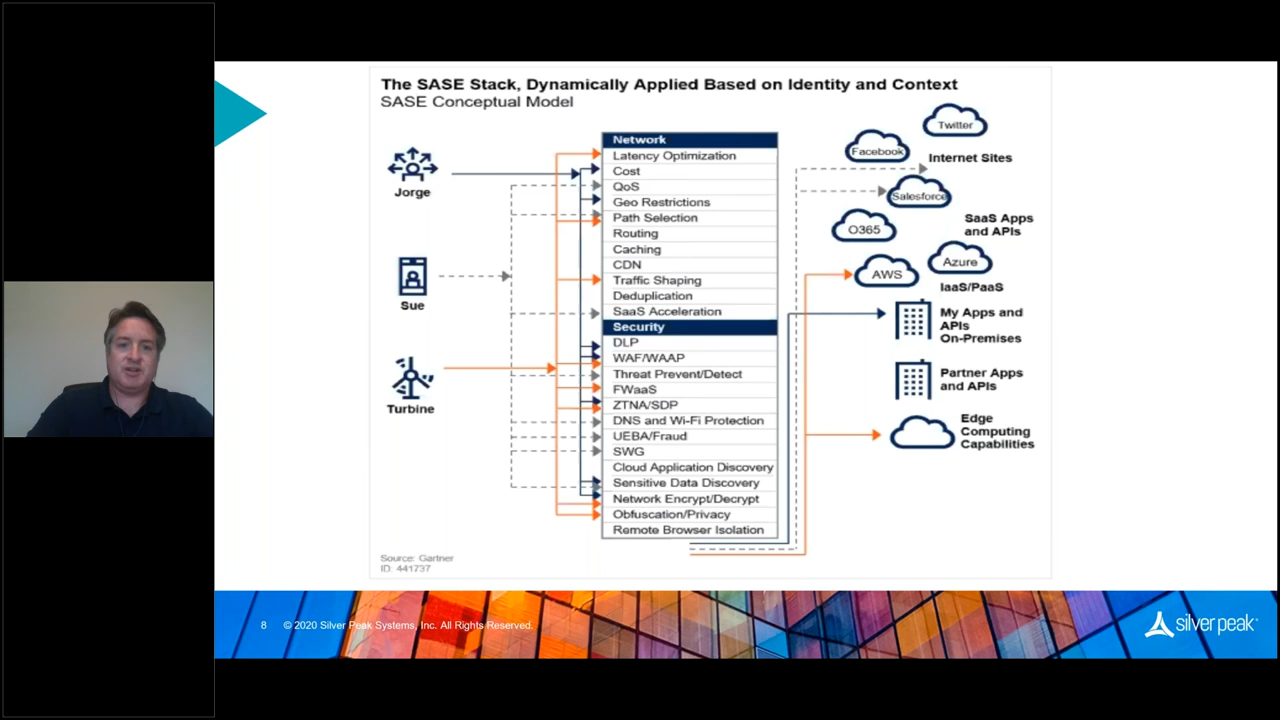 The SASE Stack, Dynamically Applied Based on Identity and Context
SASE Conceptual Model
Jorge
Sue
Turbine
Network
Latency Optimization
Cost
QoS
Geo Restrictions
Path Selection
Routing
Caching
CDN
Traffic Shaping
Deduplication
SaaS Acceleration
Security
DLP
WAF/WAAP
Threat Prevent/Detect
FWaaS
ZTNA/SDP
DNS and Wi-Fi Protection
UEBA/Fraud
SWG
Cloud Application Discovery
Sensitive Data Discovery
Network Encrypt/Decrypt
Obfuscation/Privacy
Remote Browser Isolation
Twitter
Facebook
Internet Sites
Salesforce
O365
SaaS Apps
and APIs
AWS
Azure
IaaS/PaaS
My Apps and
APIs
On-Premises
Partner Apps
and APIs
Edge
Computing
Capabilities
Source: Gartner
ID: 441737
8 © 2020 Silver Peak Systems, Inc. All Rights Reserved.
silver peak